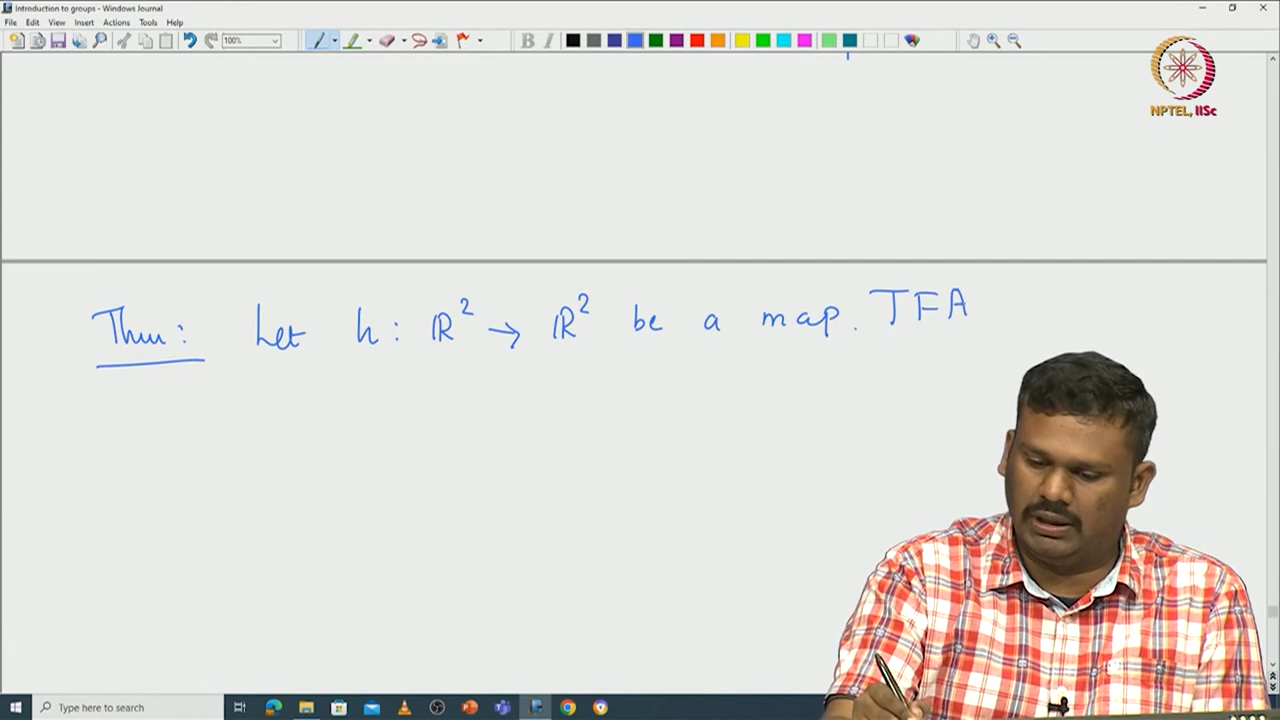 Introduction to groups - Windows Journal
File Edit View Insert Actions Tools Help
100%
B I
NPTEL, IISc
Thm: Let h: ℝ² → ℝ² be a map. TFA
Type here to search